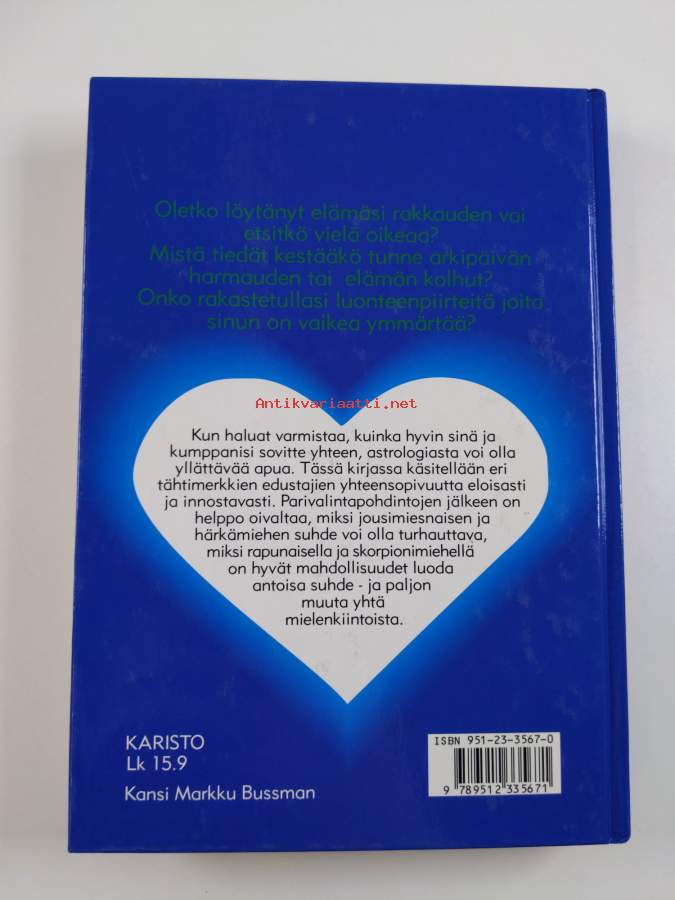 Oletko löytänyt elämäsi rakkauden vai
etsitkö vielä oikeaa?
Mistä tiedät kestääkö tunne arkipäivän
harmauden tai elämän kolhut?
Onko rakastetullasi luonteenpiirteitä joita
sinun on vaikea ymmärtää?
Antikvariaatti.net
Kun haluat varmistaa, kuinka hyvin sinä ja
kumppanisi sovitte yhteen, astrologiasta voi olla
yllättävää apua. Tässä kirjassa käsitellään eri
tähtimerkkien edustajien yhteensopivuutta eloisasti
ja innostavasti. Parivalintapohdintojen jälkeen on
helppo oivaltaa, miksi jousimiesnaisen ja
härkämiehen suhde voi olla turhauttava,
miksi rapunaisella ja skorpionimiehellä
on hyvät mahdollisuudet luoda
antoisa suhde - ja paljon
muuta yhtä
mielenkiintoista.
KARISTO
Lk 15.9
Kansi Markku Bussman
ISBN 951-23-3567-0
9 789512 335671